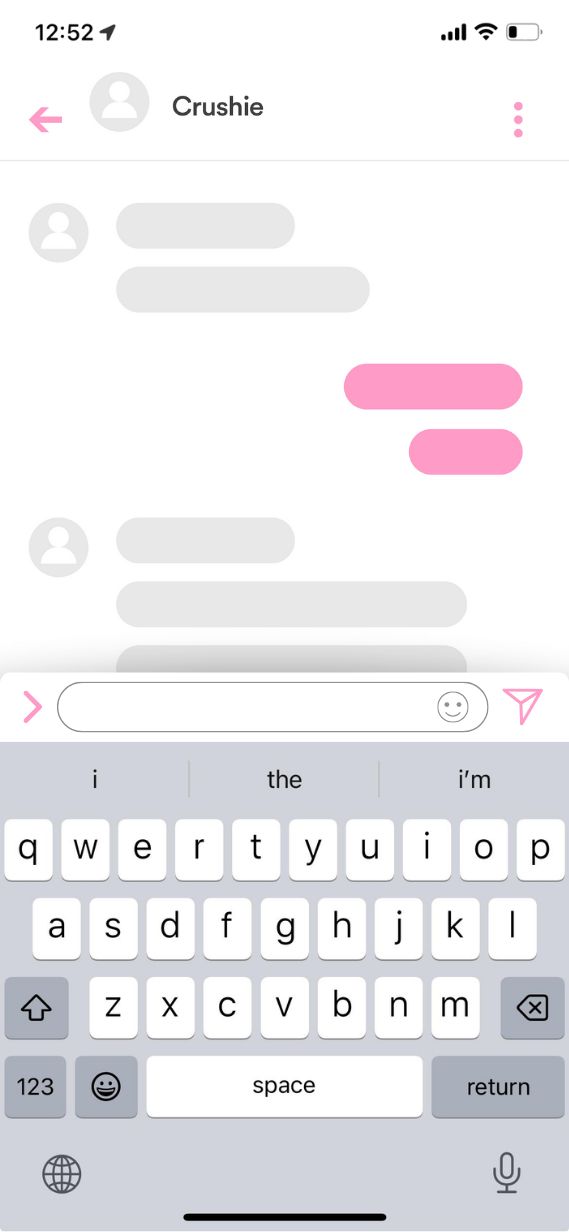 12:52
Crushie
i the i'm
q w e r t y u i o p
a s d f g h j k l
z x c v b n m
123 space return